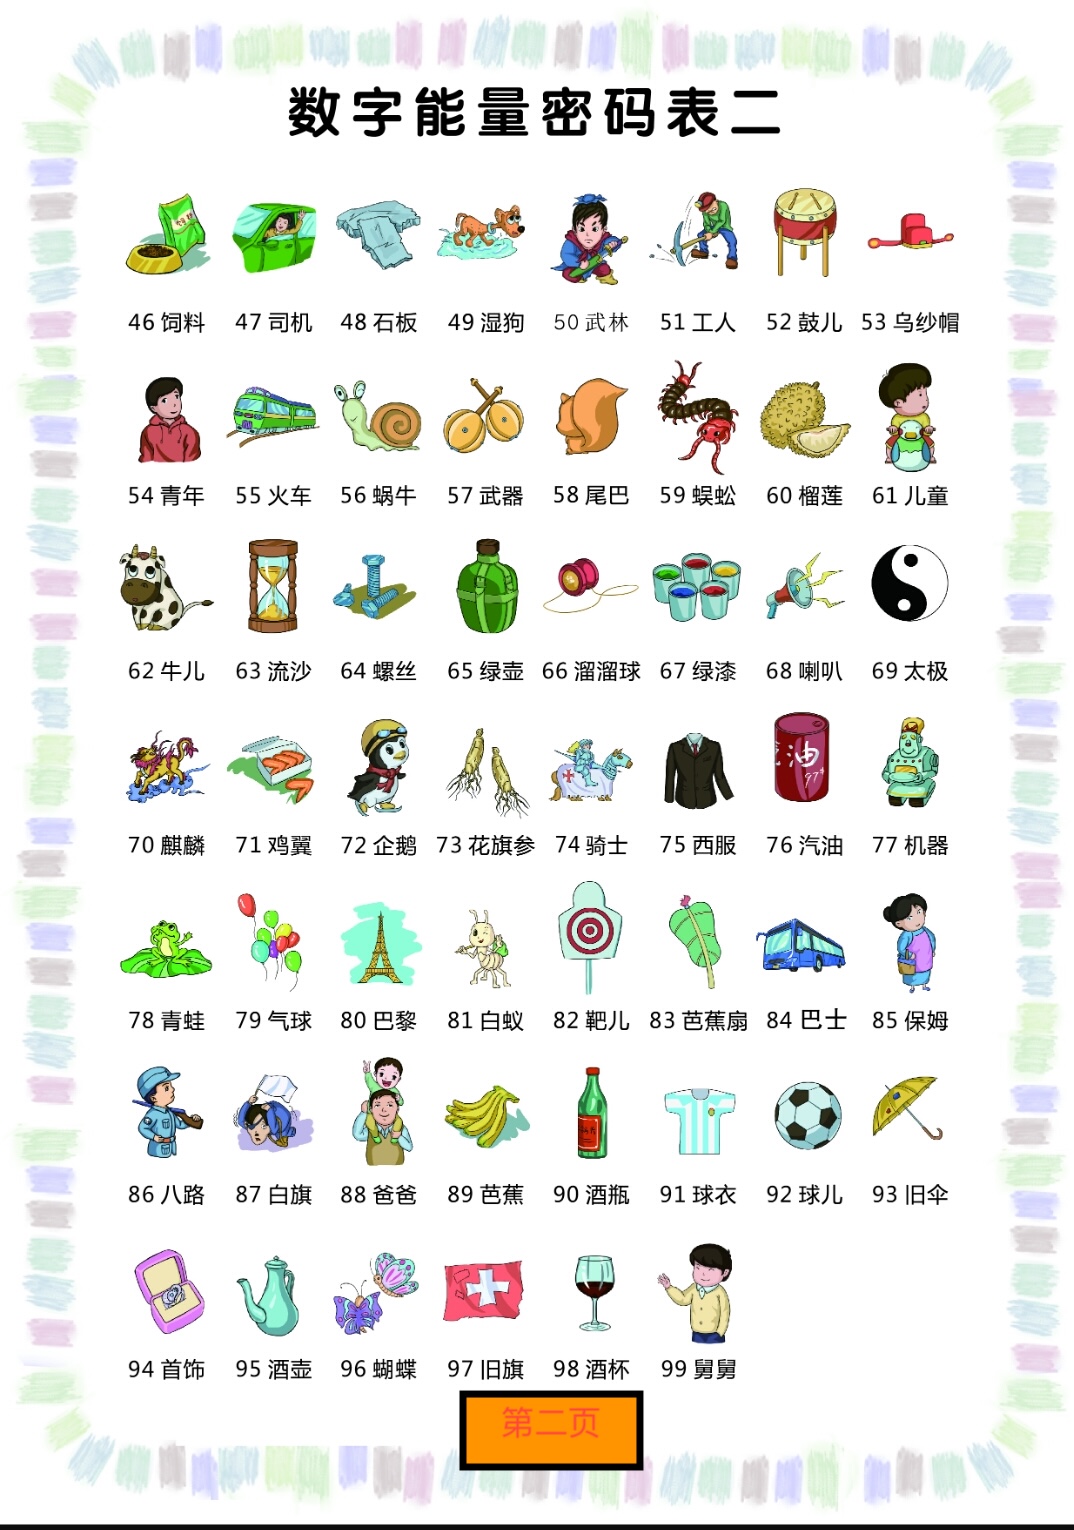 数字能量密码表二
46 饲料 47 司机 48 石板 49 湿狗 50 武林 51 工人 52 鼓儿 53 乌纱帽
54 青年 55 火车 56 蜗牛 57 武器 58 尾巴 59 蜈蚣 60 榴莲 61 儿童
62 牛儿 63 流沙 64 螺丝 65 绿壶 66 溜溜球 67 绿漆 68 喇叭 69 太极
油
97#
70 麒麟 71 鸡翼 72 企鹅 73 花旗参 74 骑士 75 西服 76 汽油 77 机器
78 青蛙 79 气球 80 巴黎 81 白蚁 82 靶儿 83 芭蕉扇 84 巴士 85 保姆
86 八路 87 白旗 88 爸爸 89 芭蕉 90 酒瓶 91 球衣 92 球儿 93 旧伞
94 首饰 95 酒壶 96 蝴蝶 97 旧旗 98 酒杯 99 舅舅
第二页